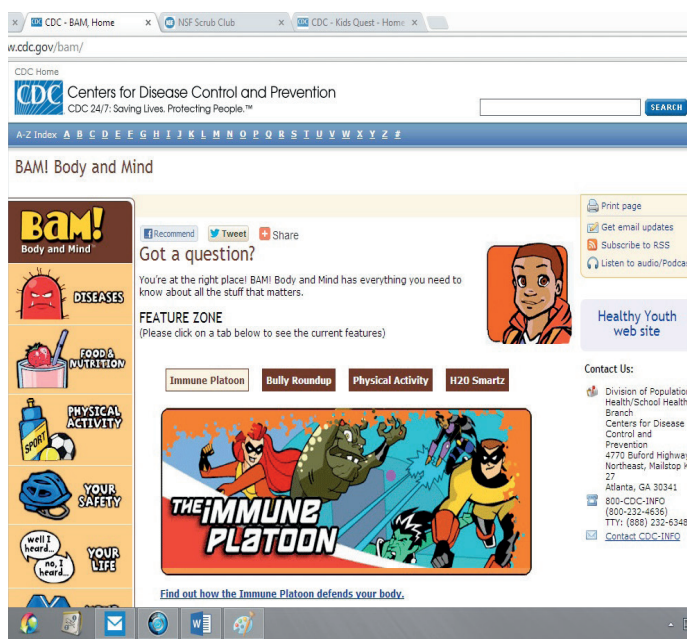 CDC - BAM, Home
NSF Scrub Club
CDC - Kids Quest - Home
w.cdc.gov/bam/
CDC Home
CDC
Centers for Disease Control and Prevention
CDC 24/7: Saving Lives. Protecting People.™
SEARCH
A-Z Index A B C D E F G H I J K L M N O P Q R S T U V W X Y Z #
BAM! Body and Mind
BaM!
Body and Mind™
DISEASES
FOOD &
NUTRITION
SPORT
PHYSICAL
ACTIVITY
YOUR
SAFETY
well I
heard...
no, I
heard...
YOUR
LIFE
Recommend Tweet Share
Got a question?
You're at the right place! BAM! Body and Mind has everything you need to
know about all the stuff that matters.
FEATURE ZONE
(Please click on a tab below to see the current features)
Immune Platoon Bully Roundup Physical Activity H20 Smartz
THE IMMUNE
PLATOON
Find out how the Immune Platoon defends your body.
Print page
Get email updates
Subscribe to RSS
Listen to audio/Podcas
Healthy Youth
web site
Contact Us:
Division of Population
Health/School Health
Branch
Centers for Disease
Control and
Prevention
4770 Buford Highway
Northeast, Mailstop K
27
Atlanta, GA 30341
800-CDC-INFO
(800-232-4636)
TTY: (888) 232-6348
Contact CDC-INFO